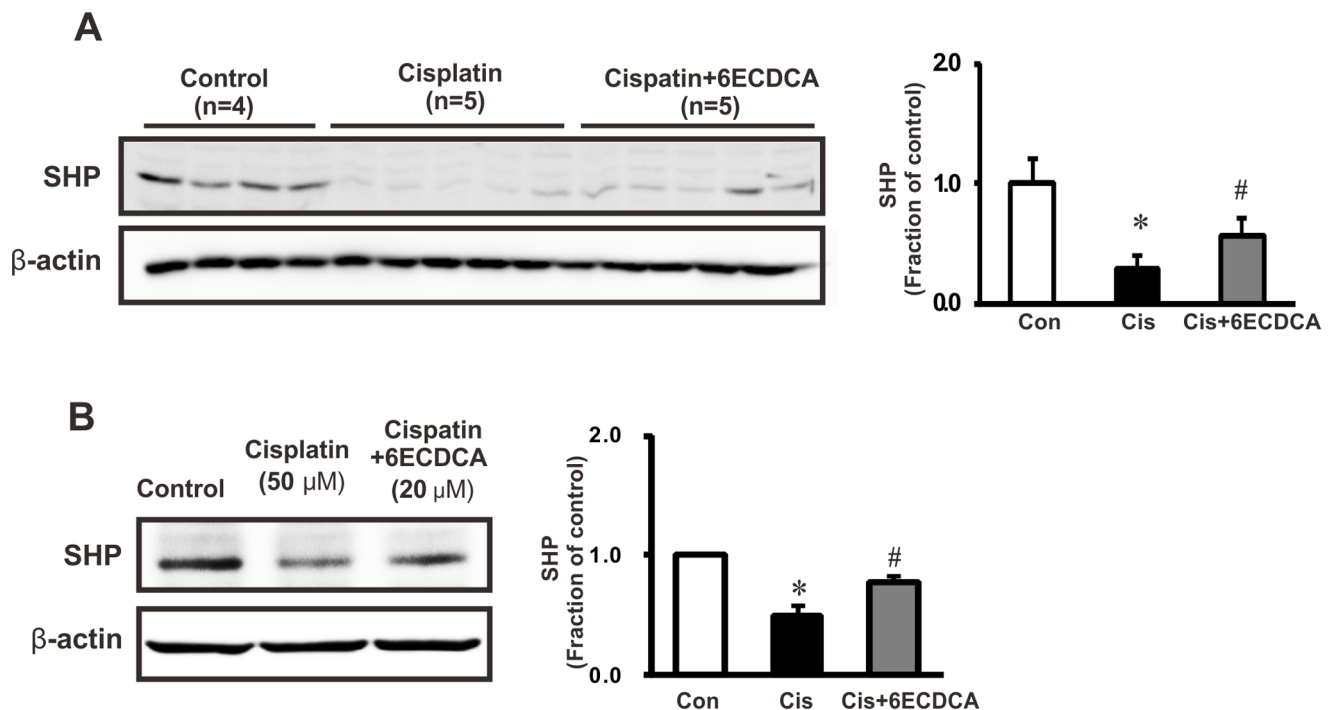 A
Control
(n=4)
Cisplatin
(n=5)
Cispatin+6ECDCA
(n=5)
SHP
β-actin
2.0
1.0
0.0
SHP
(Fraction of control)
*
#
Con
Cis
Cis+6ECDCA
B
Control
Cisplatin
(50 µM)
Cispatin
+6ECDCA
(20 µM)
SHP
β-actin
2.0
1.0
0.0
SHP
(Fraction of control)
*
#
Con
Cis
Cis+6ECDCA